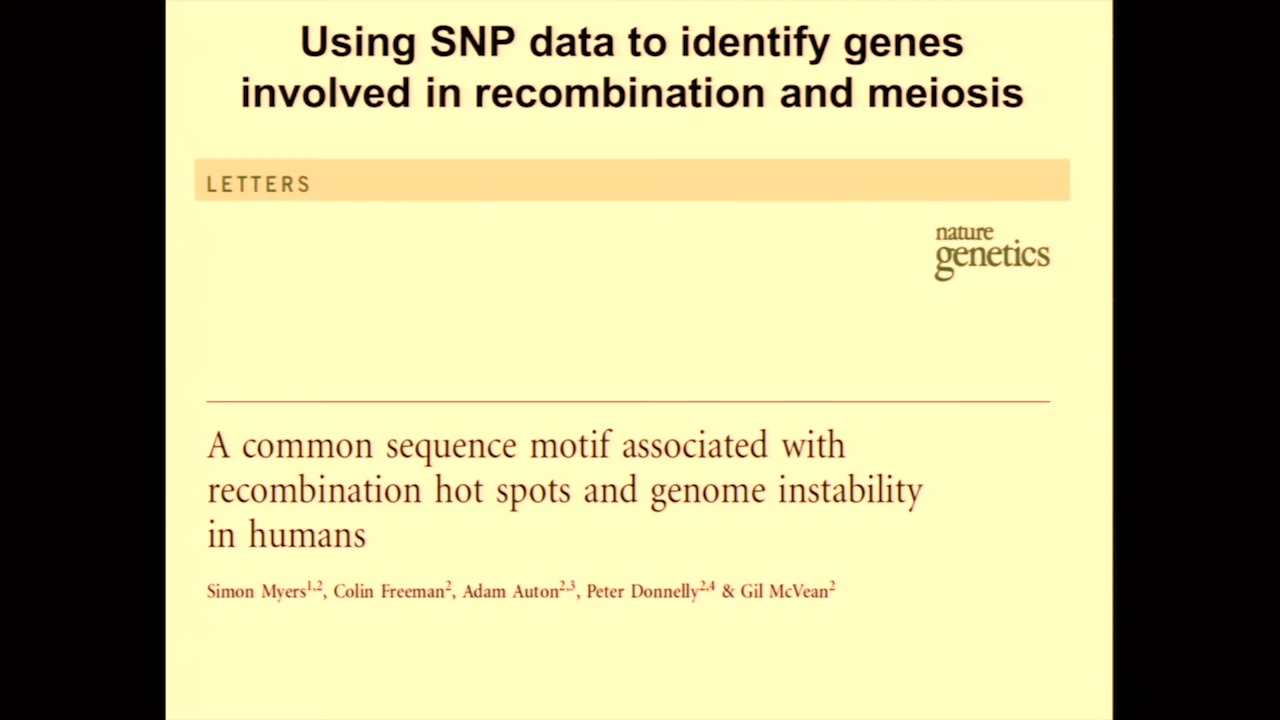 Using SNP data to identify genes
involved in recombination and meiosis
LETTERS
nature
genetics
A common sequence motif associated with
recombination hot spots and genome instability
in humans
Simon Myers1,2, Colin Freeman2, Adam Auton2,3, Peter Donnelly2,4 & Gil McVean2